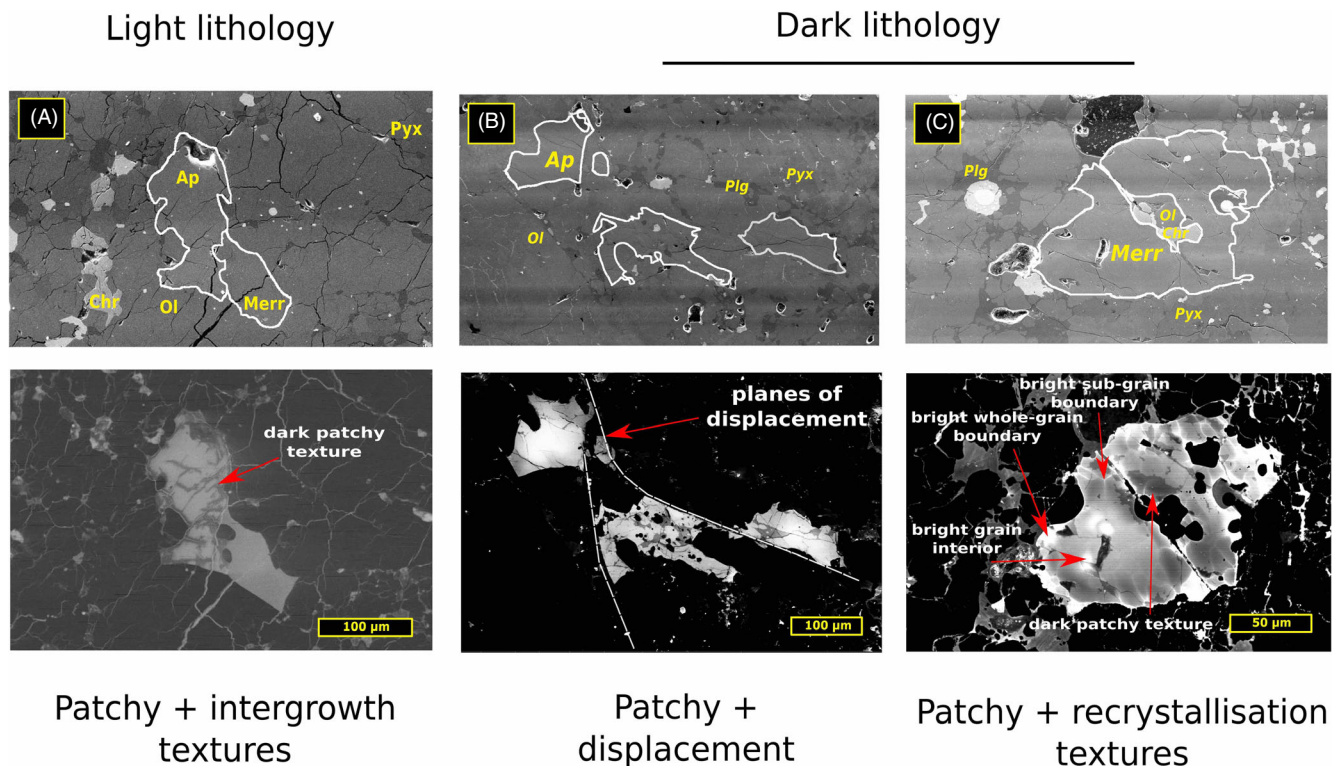 Light lithology
Dark lithology
(A)
Pyx
Ap
Chr
Ol
Merr
(B)
Ap
Plg
Pyx
Ol
(C)
Plg
Ol
Chr
Merr
Pyx
dark patchy
texture
100 µm
planes of
displacement
100 µm
bright sub-grain
boundary
bright whole-grain
boundary
bright grain
interior
dark patchy texture
50 µm
Patchy + intergrowth
textures
Patchy +
displacement
Patchy + recrystallisation
textures